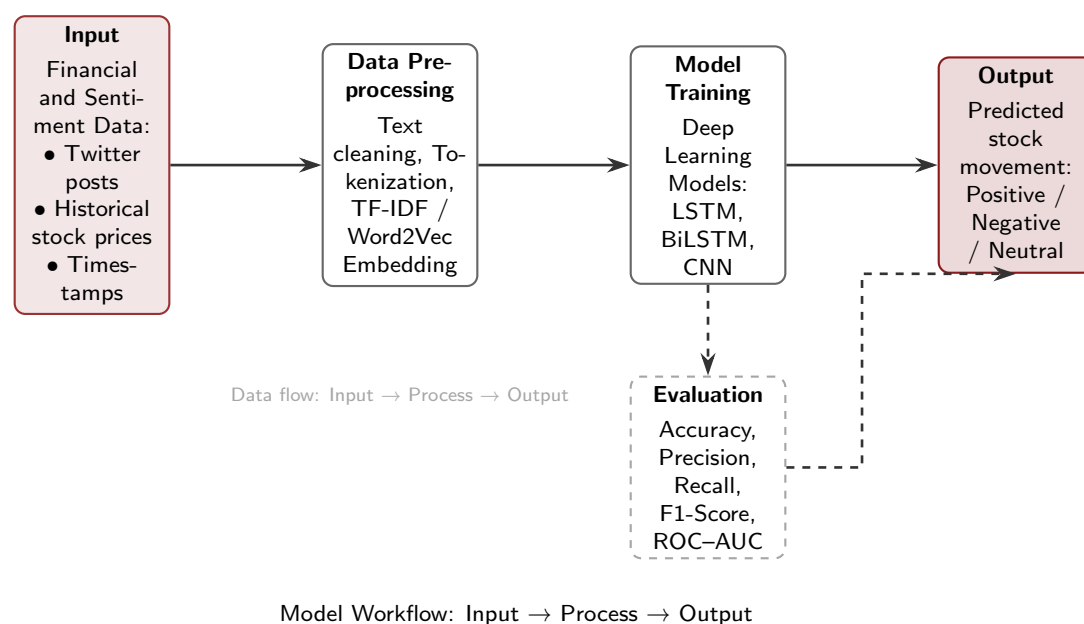 Input
Financial
and Senti-
ment Data:
• Twitter
posts
• Historical
stock prices
• Times-
tamps
Data Pre-
processing
Text
cleaning, To-
kenization,
TF-IDF /
Word2Vec
Embedding
Model
Training
Deep
Learning
Models:
LSTM,
BiLSTM,
CNN
Output
Predicted
stock
movement:
Positive /
Negative
/ Neutral
Data flow: Input → Process → Output
Evaluation
Accuracy,
Precision,
Recall,
F1-Score,
ROC–AUC
Model Workflow: Input → Process → Output